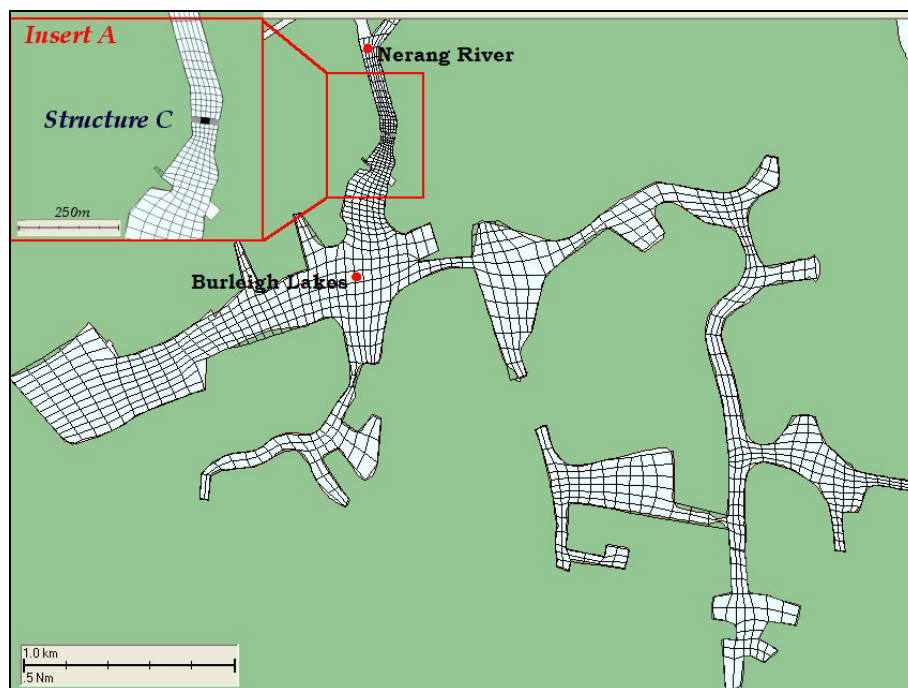 Insert A
Nerang River
Structure C
250m
Burleigh Lakes
1.0 km
.5 Nm